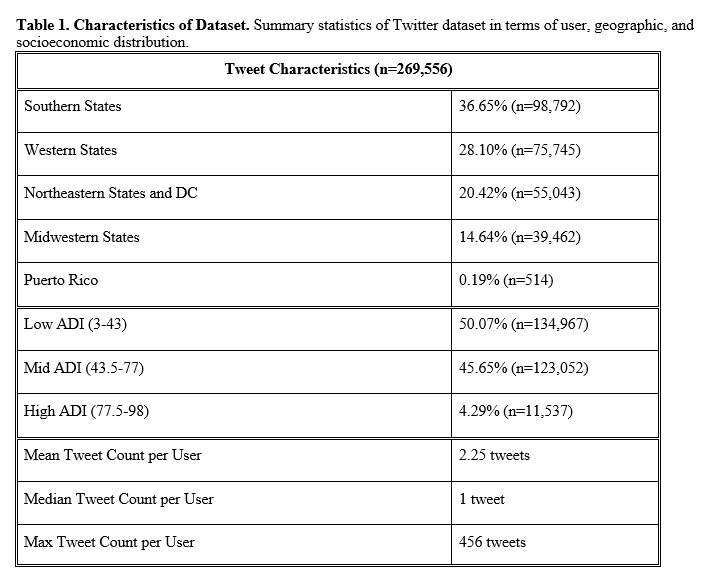 Table 1. Characteristics of Dataset. Summary statistics of Twitter dataset in terms of user, geographic, and
socioeconomic distribution.
Tweet Characteristics (n=269,556)
Southern States 36.65% (n=98,792)
Western States 28.10% (n=75,745)
Northeastern States and DC 20.42% (n=55,043)
Midwestern States 14.64% (n=39,462)
Puerto Rico 0.19% (n=514)
Low ADI (3-43) 50.07% (n=134,967)
Mid ADI (43.5-77) 45.65% (n=123,052)
High ADI (77.5-98) 4.29% (n=11,537)
Mean Tweet Count per User 2.25 tweets
Median Tweet Count per User 1 tweet
Max Tweet Count per User 456 tweets